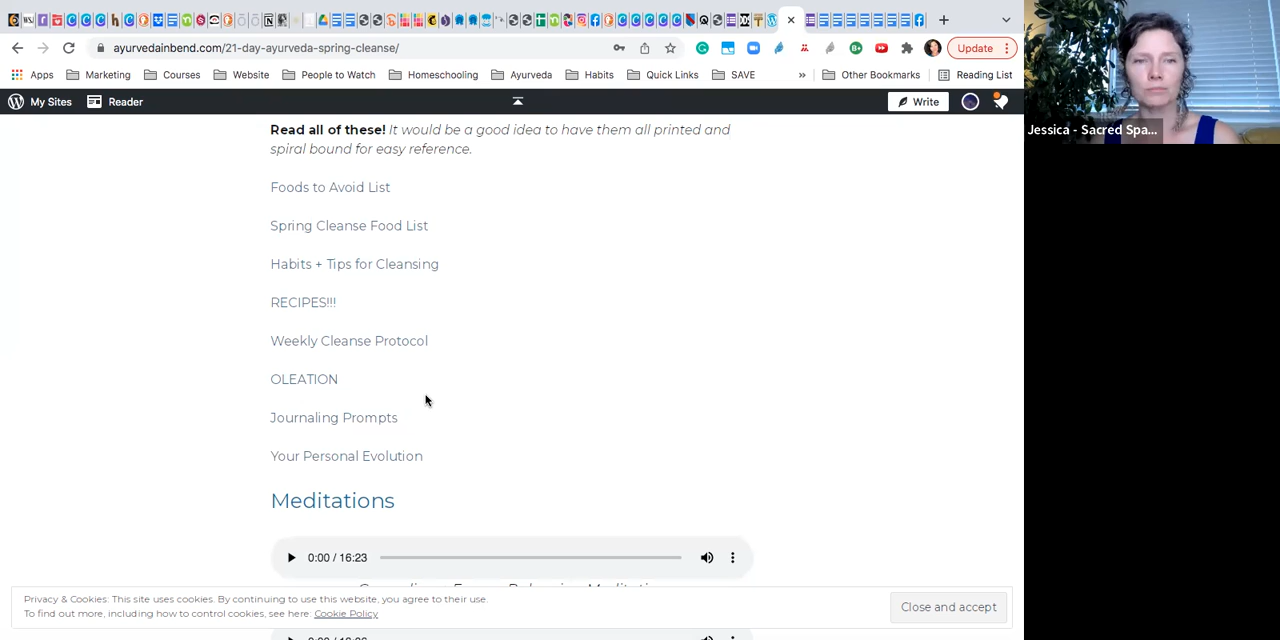 ayurvedainbend.com/21-day-ayurveda-spring-cleanse/
Update
Apps
Marketing
Courses
Website
People to Watch
Homeschooling
Ayurveda
Habits
Quick Links
SAVE
»
Other Bookmarks
Reading List
My Sites
Reader
Write
Jessica - Sacred Spa...
Read all of these! It would be a good idea to have them all printed and
spiral bound for easy reference.
Foods to Avoid List
Spring Cleanse Food List
Habits + Tips for Cleansing
RECIPES!!!
Weekly Cleanse Protocol
OLEATION
Journaling Prompts
Your Personal Evolution
Meditations
0:00 / 16:23
Privacy & Cookies: This site uses cookies. By continuing to use this website, you agree to their use.
To find out more, including how to control cookies, see here: Cookie Policy
Close and accept